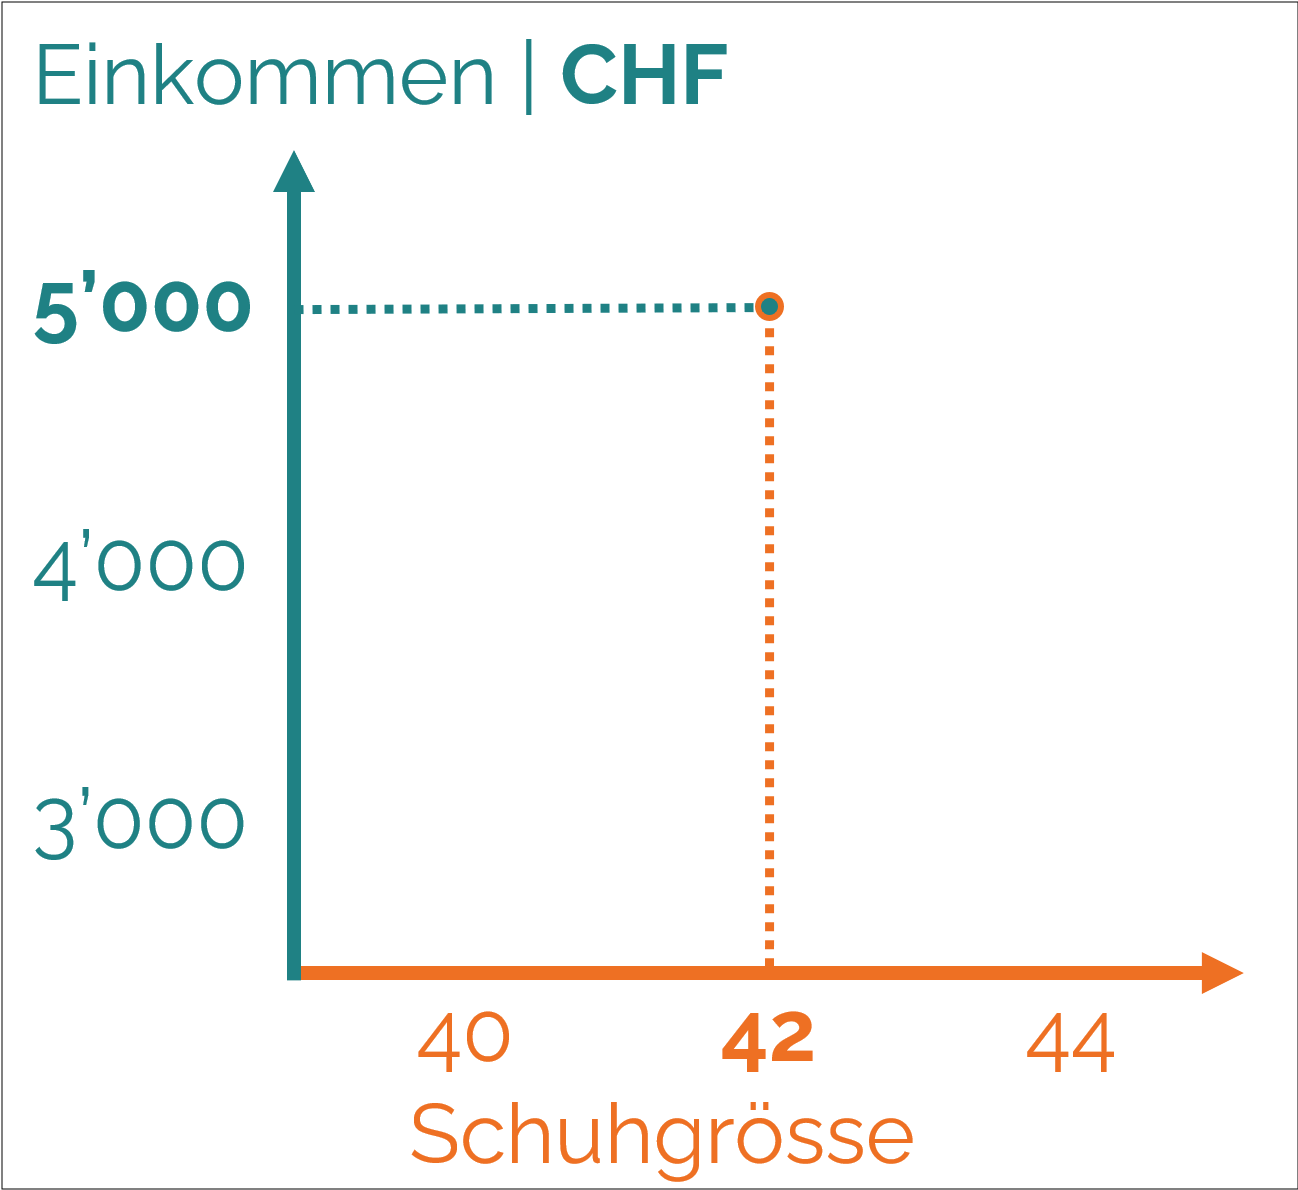 Einkommen | CHF
5’000
4’000
3’000
40 42 44
Schuhgrösse